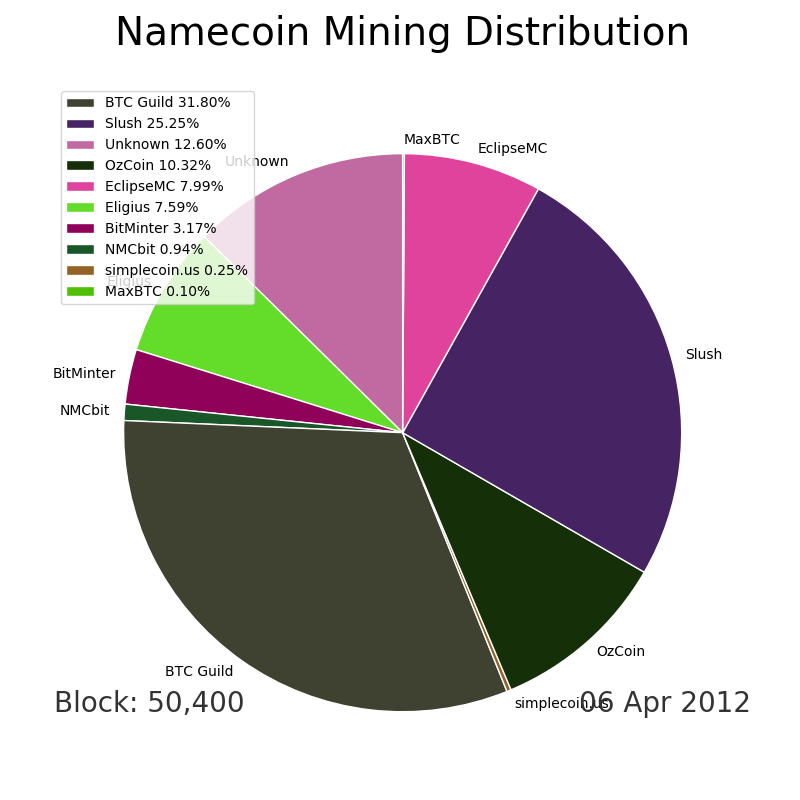 Namecoin Mining Distribution
BTC Guild 31.80%
Slush 25.25%
Unknown 12.60%
OzCoin 10.32%
EclipseMC 7.99%
Eligius 7.59%
BitMinter 3.17%
NMCbit 0.94%
simplecoin.us 0.25%
MaxBTC 0.10%
MaxBTC
EclipseMC
Unknown
Eligius
Slush
BitMinter
NMCbit
OzCoin
BTC Guild
simplecoin.us
Block: 50,400
06 Apr 2012